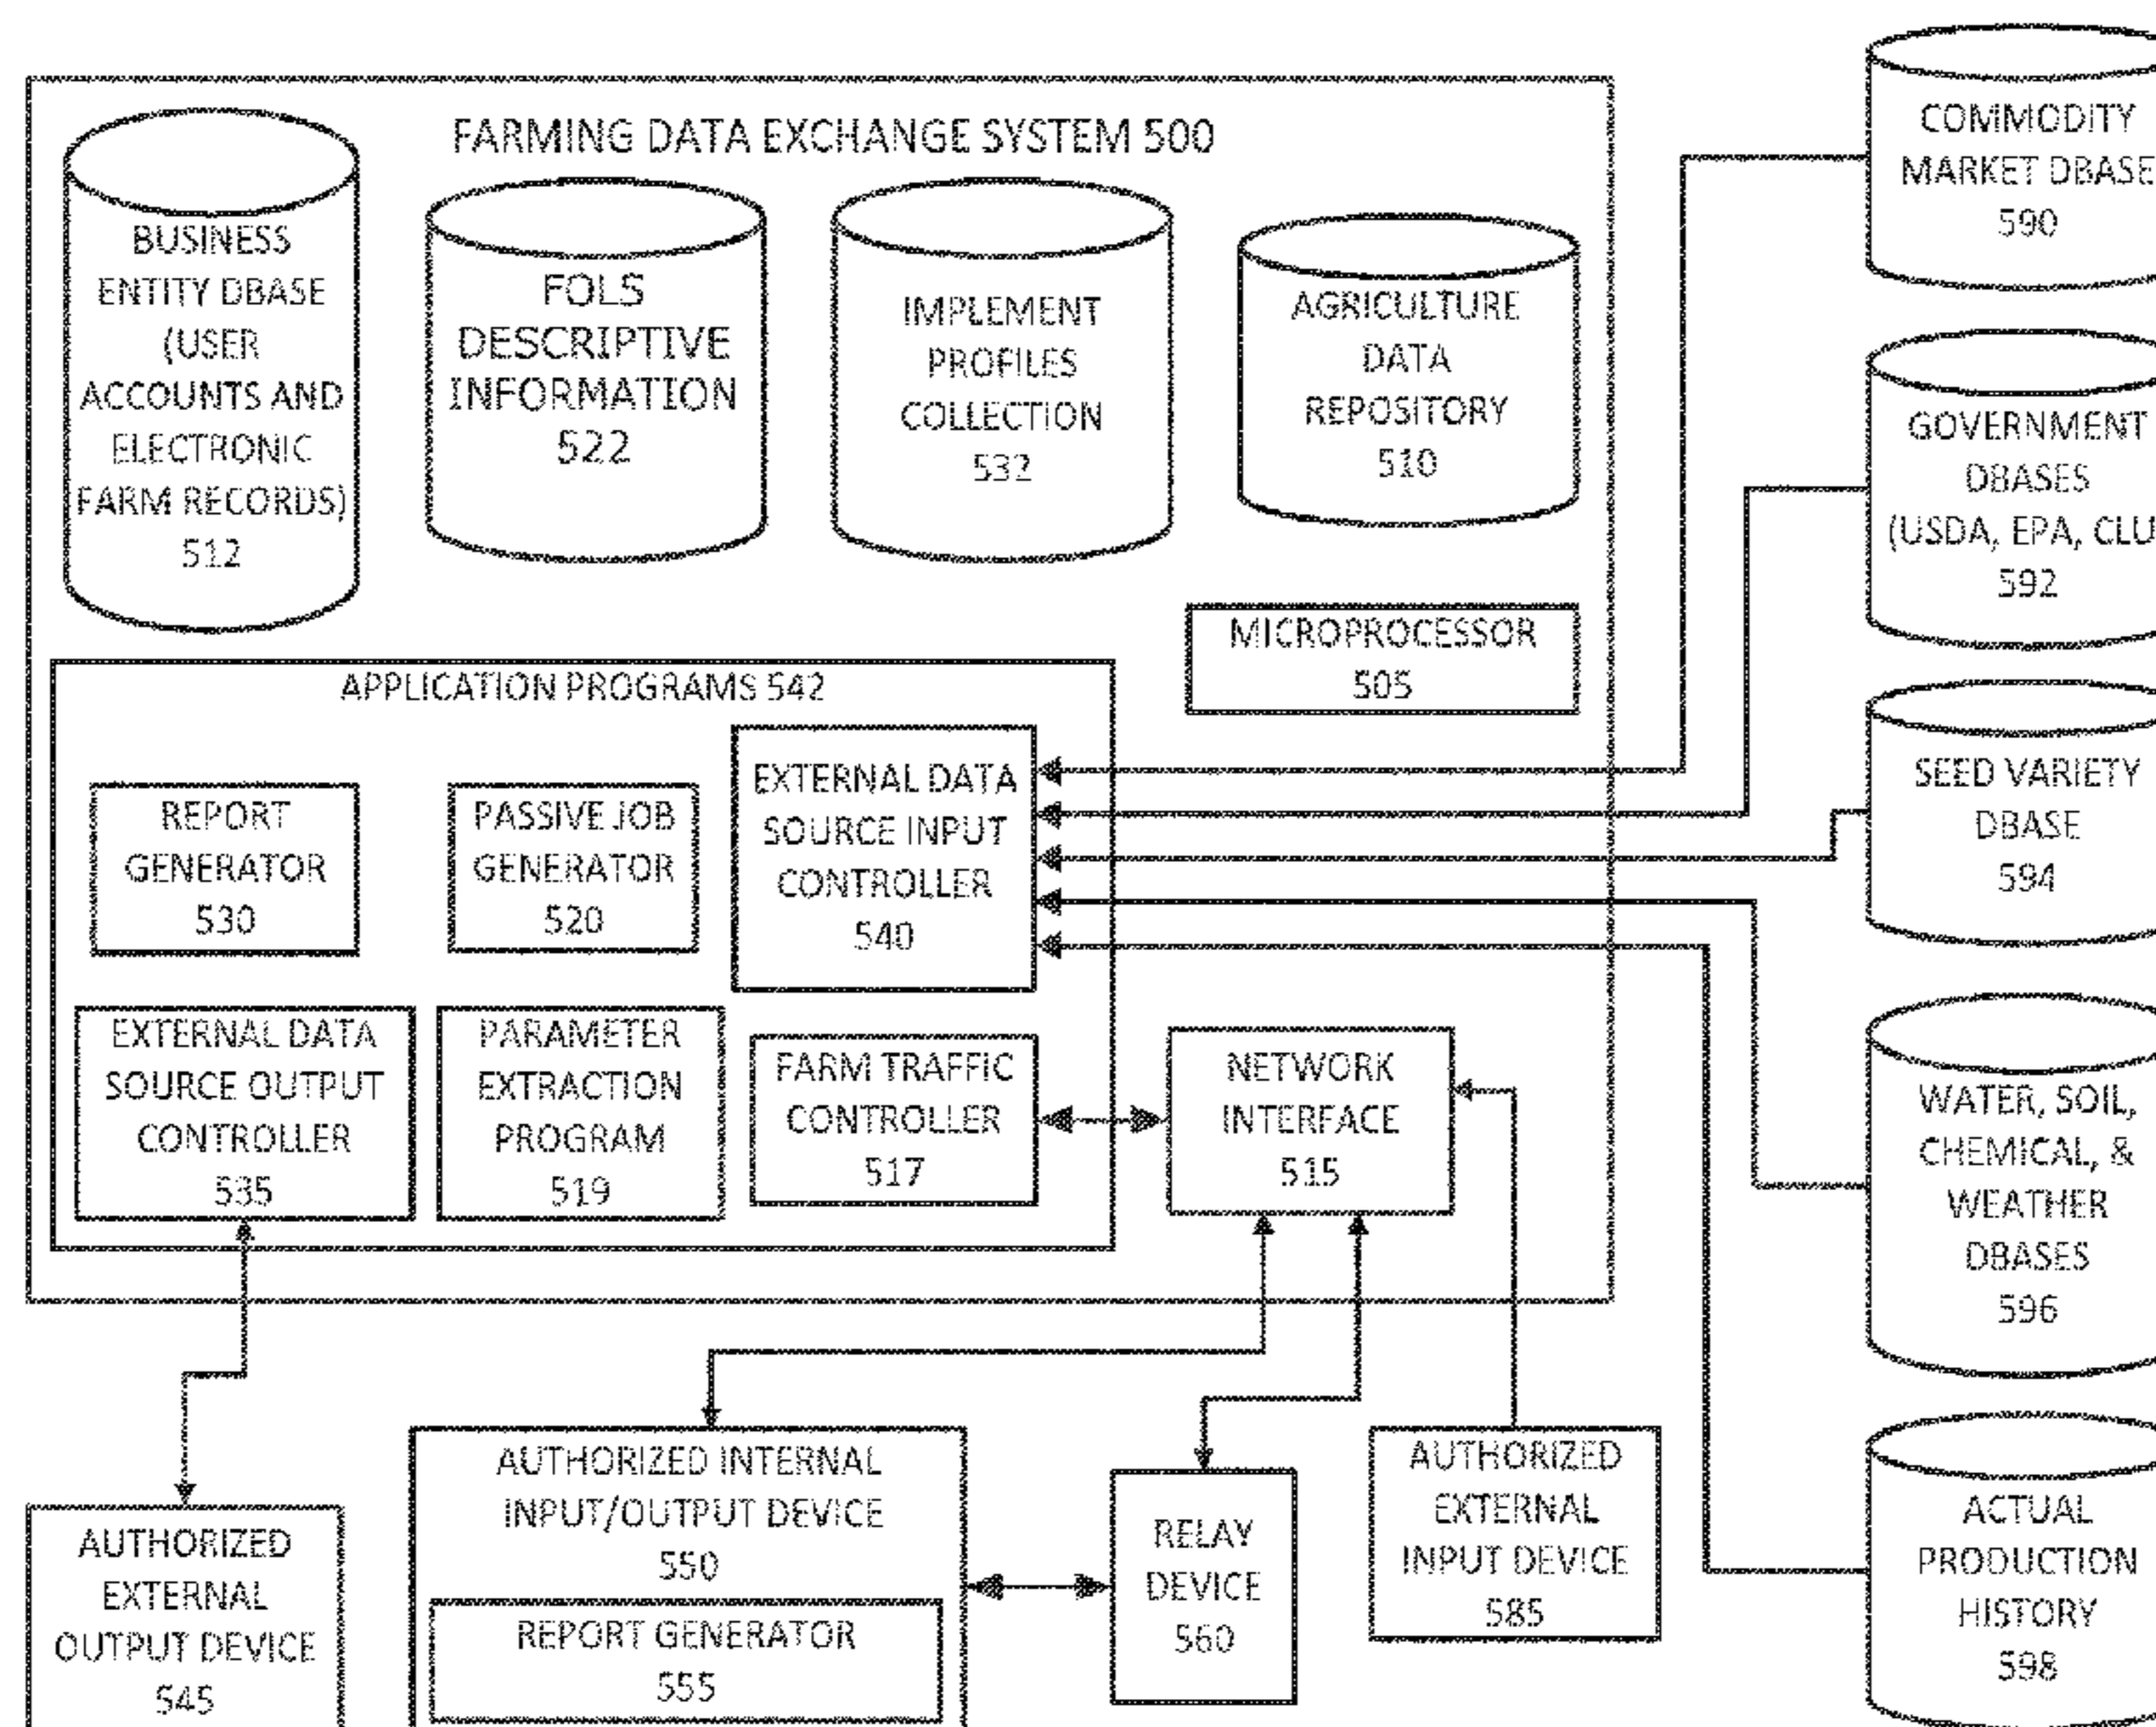 FARMING DATA EXCHANGE SYSTEM 500
BUSINESS
ENTITY DBASE
(USER
ACCOUNTS AND
ELECTRONIC
FARM RECORDS)
512
FOLS
DESCRIPTIVE
INFORMATION
522
IMPLEMENT
PROFILES
COLLECTION
532
AGRICULTURE
DATA
REPOSITORY
510
MICROPROCESSOR
505
APPLICATION PROGRAMS 542
REPORT
GENERATOR
530
PASSIVE JOB
GENERATOR
520
EXTERNAL DATA
SOURCE INPUT
CONTROLLER
540
EXTERNAL DATA
SOURCE OUTPUT
CONTROLLER
535
PARAMETER
EXTRACTION
PROGRAM
519
FARM TRAFFIC
CONTROLLER
517
NETWORK
INTERFACE
515
COMMODITY
MARKET DBASE
590
GOVERNMENT
DBASES
(USDA, EPA, CLU
592
SEED VARIETY
DBASE
594
WATER, SOIL,
CHEMICAL, &
WEATHER
DBASES
596
ACTUAL
PRODUCTION
HISTORY
598
AUTHORIZED
EXTERNAL
OUTPUT DEVICE
545
AUTHORIZED INTERNAL
INPUT/OUTPUT DEVICE
550
REPORT GENERATOR
555
RELAY
DEVICE
560
AUTHORIZED
EXTERNAL
INPUT DEVICE
585